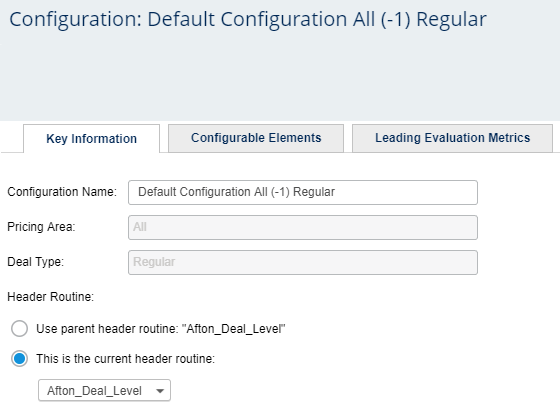 Configuration: Default Configuration All (-1) Regular
Key Information Configurable Elements Leading Evaluation Metrics
Configuration Name: Default Configuration All (-1) Regular
Pricing Area: All
Deal Type: Regular
Header Routine:
Use parent header routine: "Afton_Deal_Level"
This is the current header routine:
Afton_Deal_Level